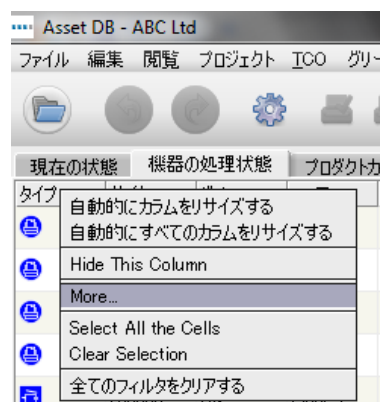 Asset DB - ABC Ltd
ファイル 編集 閲覧 プロジェクト TCO グリー
現在の状態 機器の処理状態 プロダクトカ
タイプ
自動的にカラムをリサイズする
自動的にすべてのカラムをリサイズする
Hide This Column
More...
Select All the Cells
Clear Selection
全てのフィルタをクリアする